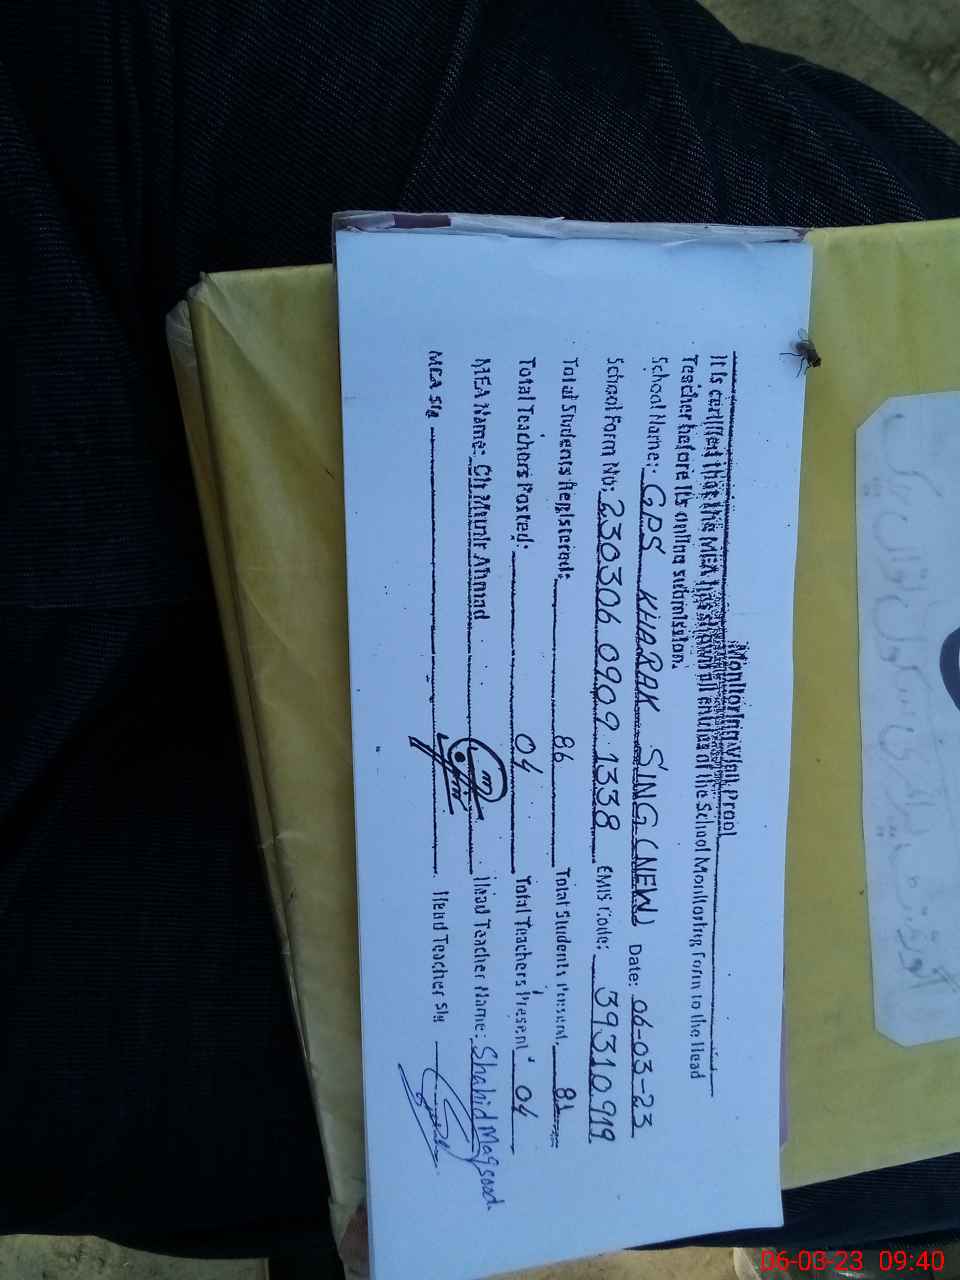 Monitoring Visit Proof
It is certified that the MEA has shown all entries of the School Monitoring form to the Head
Teacher before its online submission.
School Name:- GPS KHARAK SING (NEW) Date: 06-03-23
School Form No: 230306 0909 1338 EMIS Code: 39310919
Total Students Registered: 86 Total Students Present
Total Teachers Posted: 04 Total Teachers Present 04
MEA Name: Ch Munir Ahmad Head Teacher Name: Shahid Maqsood
MEA Sig Head Teacher Sig
06-03-23 09:40